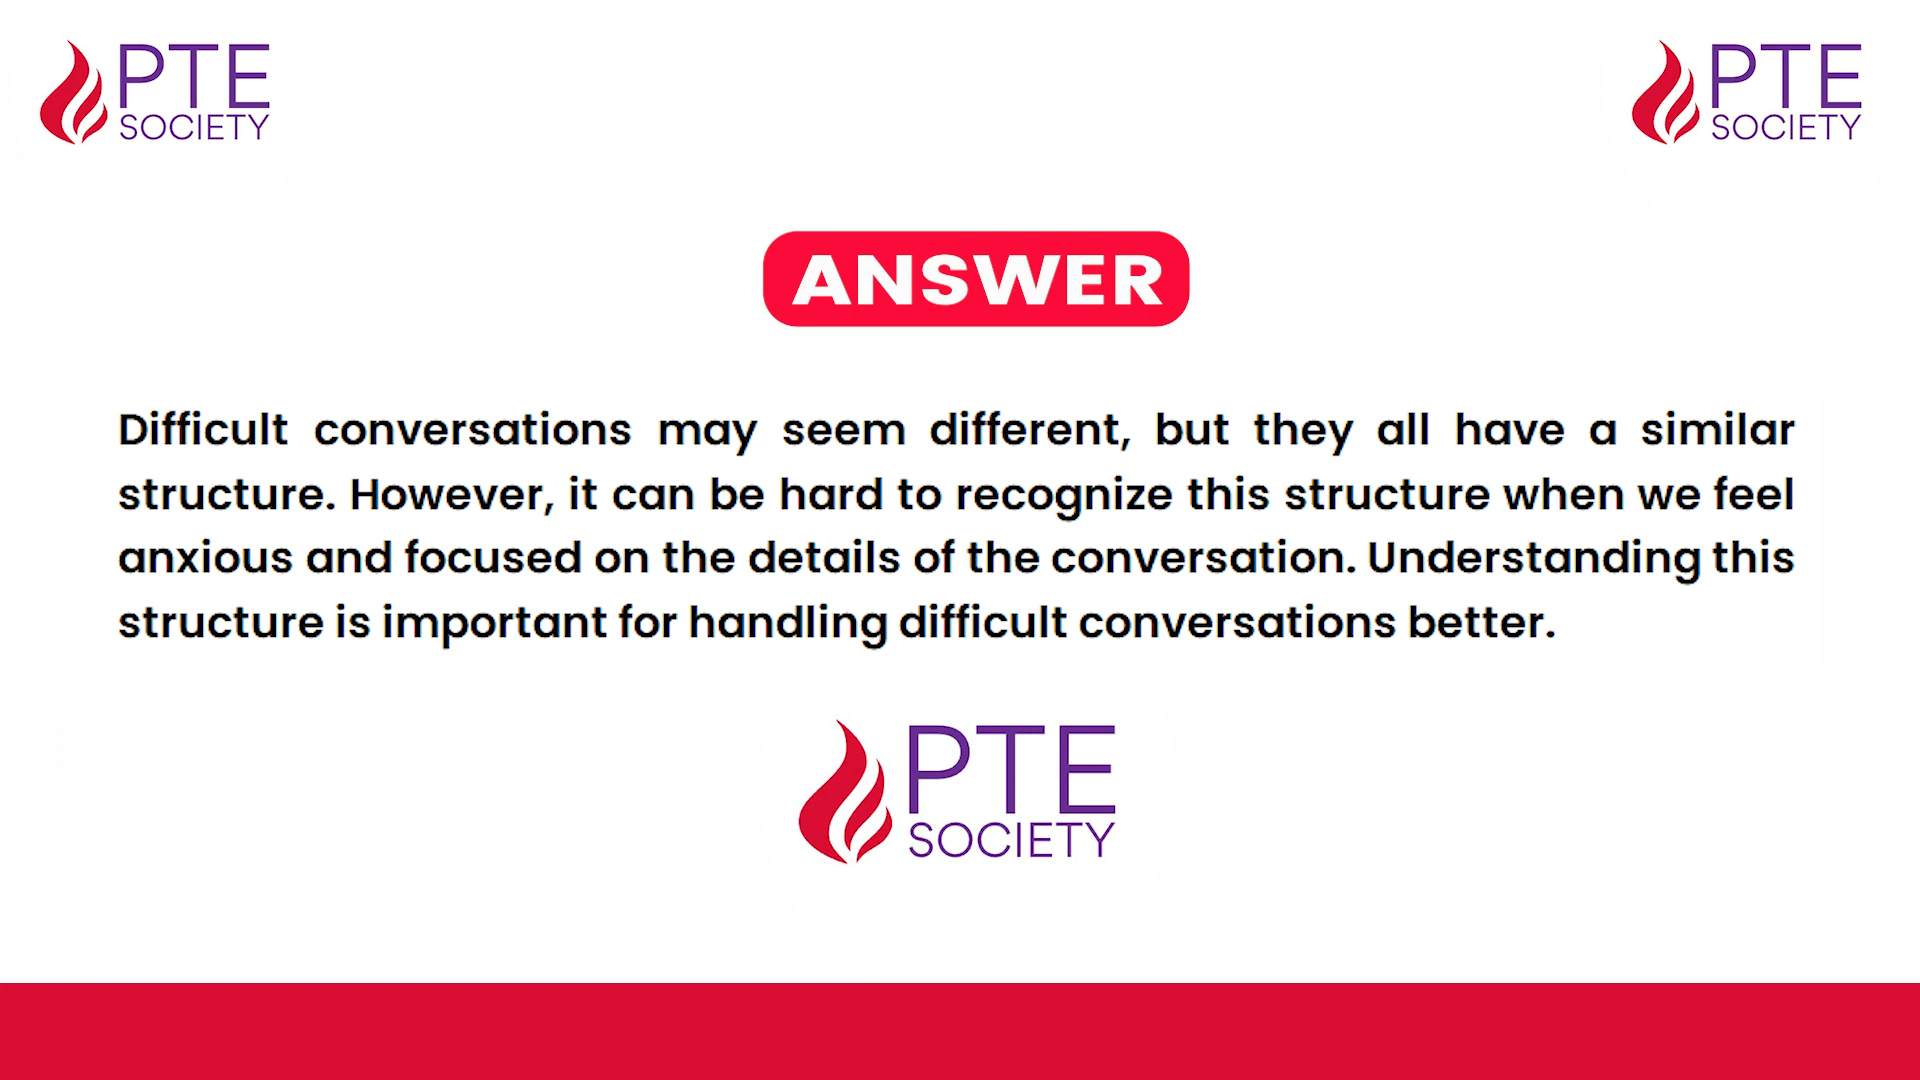 PTE
SOCIETY
PTE
SOCIETY
ANSWER
Difficult conversations may seem different, but they all have a similar
structure. However, it can be hard to recognize this structure when we feel
anxious and focused on the details of the conversation. Understanding this
structure is important for handling difficult conversations better.
PTE
SOCIETY